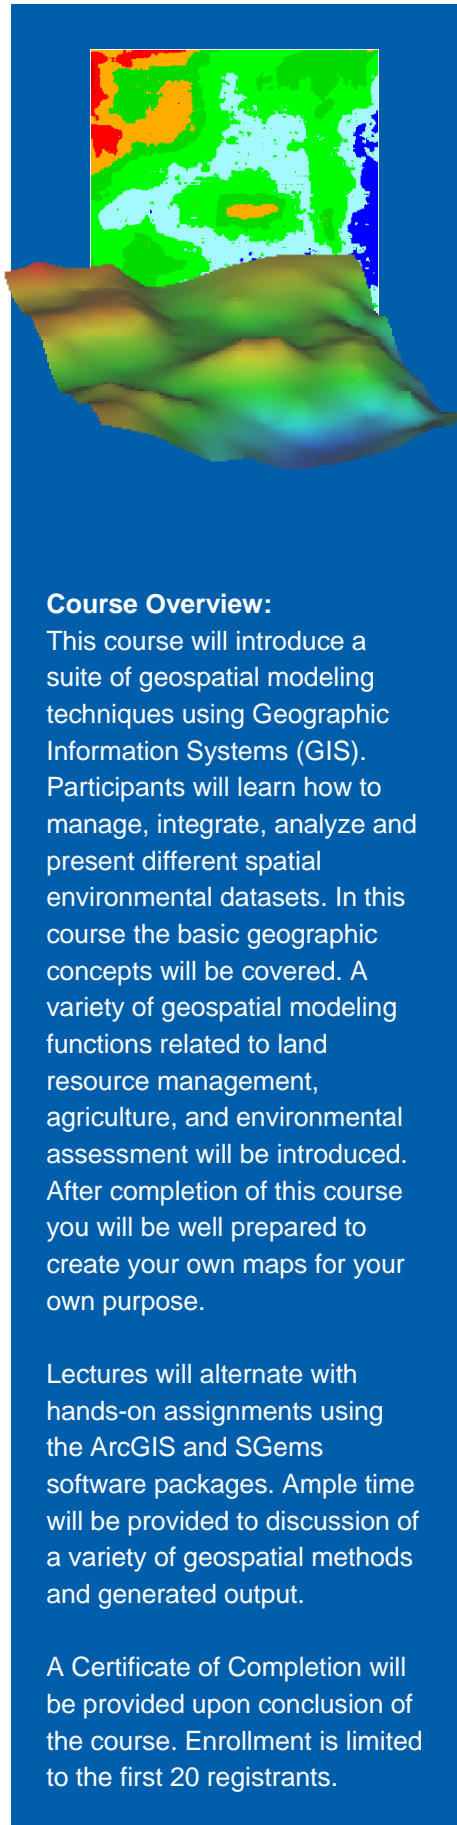 Course Overview:
This course will introduce a
suite of geospatial modeling
techniques using Geographic
Information Systems (GIS).
Participants will learn how to
manage, integrate, analyze and
present different spatial
environmental datasets. In this
course the basic geographic
concepts will be covered. A
variety of geospatial modeling
functions related to land
resource management,
agriculture, and environmental
assessment will be introduced.
After completion of this course
you will be well prepared to
create your own maps for your
own purpose.
Lectures will alternate with
hands-on assignments using
the ArcGIS and SGems
software packages. Ample time
will be provided to discussion of
a variety of geospatial methods
and generated output.
A Certificate of Completion will
be provided upon conclusion of
the course. Enrollment is limited
to the first 20 registrants.